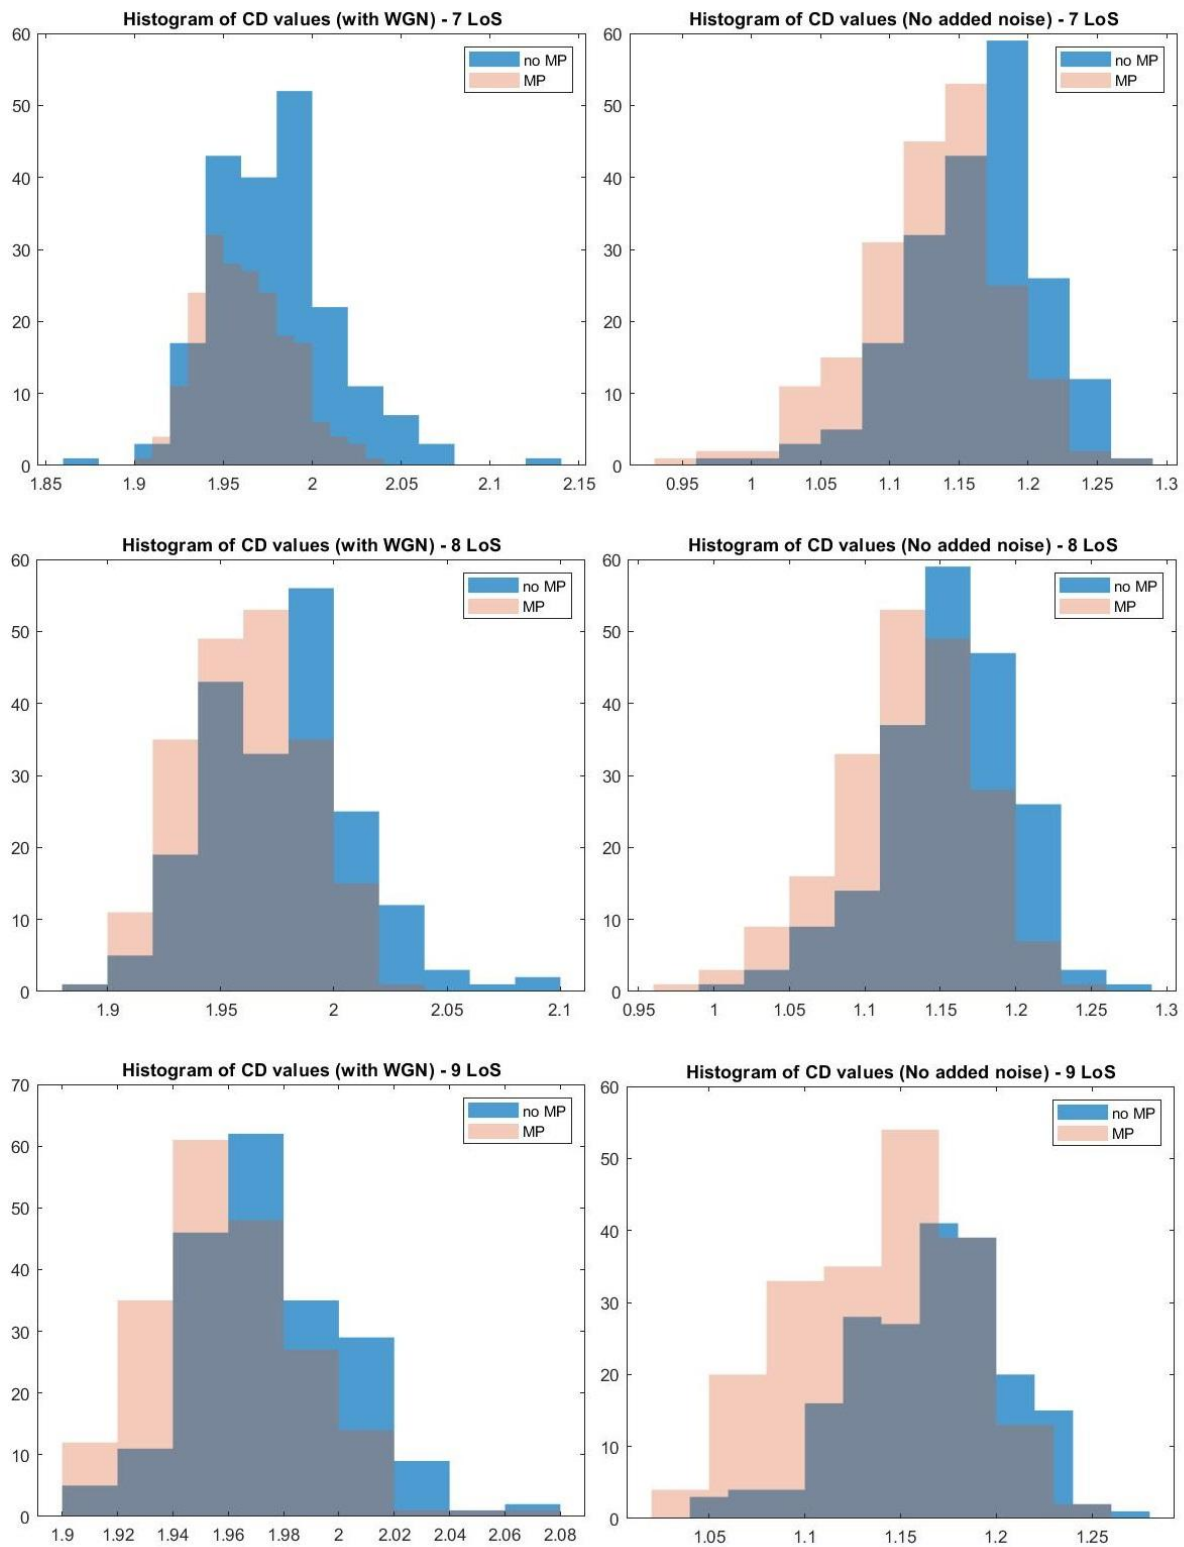 Histogram of CD values (with WGN) - 7 LoS
60
50
40
30
20
10
0
1.85 1.9 1.95 2 2.05 2.1 2.15
no MP
MP
Histogram of CD values (No added noise) - 7 LoS
60
50
40
30
20
10
0
0.95 1 1.05 1.1 1.15 1.2 1.25 1.3
no MP
MP
Histogram of CD values (with WGN) - 8 LoS
60
50
40
30
20
10
0
1.9 1.95 2 2.05 2.1
no MP
MP
Histogram of CD values (No added noise) - 8 LoS
60
50
40
30
20
10
0
0.95 1 1.05 1.1 1.15 1.2 1.25 1.3
no MP
MP
Histogram of CD values (with WGN) - 9 LoS
70
60
50
40
30
20
10
0
1.9 1.92 1.94 1.96 1.98 2 2.02 2.04 2.06 2.08
no MP
MP
Histogram of CD values (No added noise) - 9 LoS
60
50
40
30
20
10
0
1.05 1.1 1.15 1.2 1.25
no MP
MP